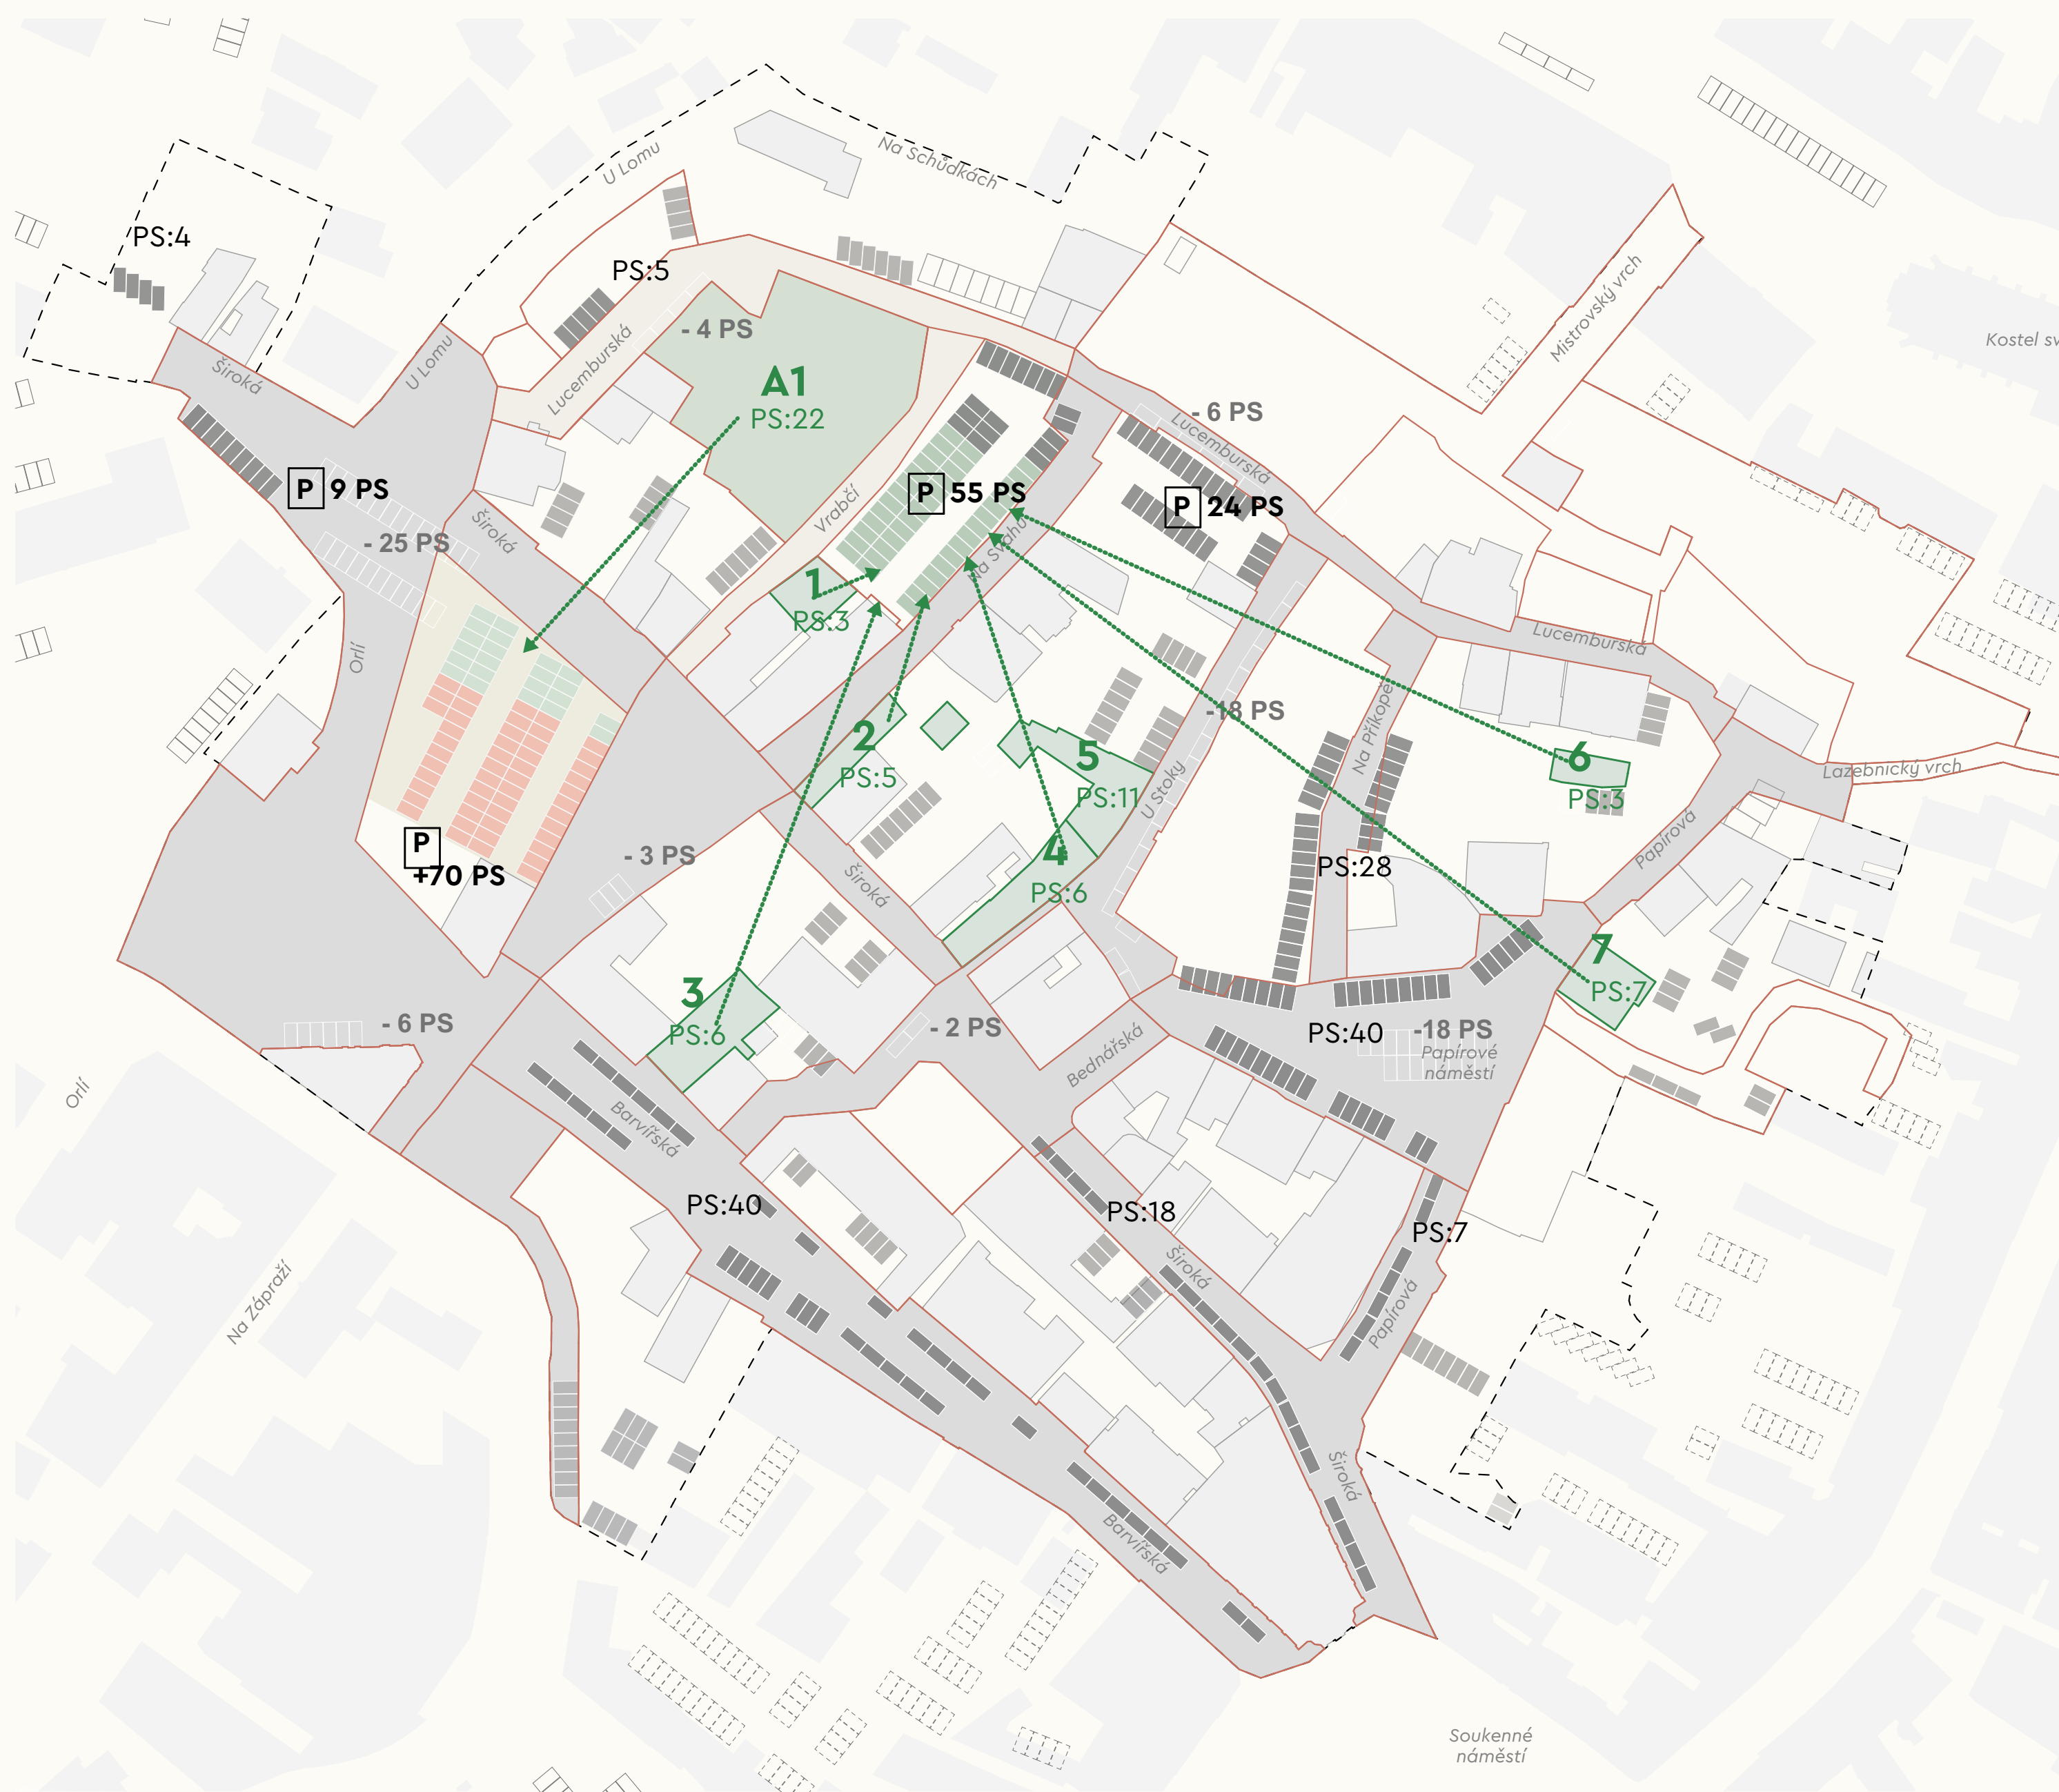 U Lomu
Na Schůdkách
PS:4
PS:5
Mistrovský vrch
Kostel sv
- 4 PS
Široká
U Lomu
Lucemburská
A1
PS:22
- 6 PS
Lucemburská
P 9 PS
P 55 PS
P 24 PS
Vrabčí
Široká
- 25 PS
Na Svahu
1
PS:3
Orlí
Lucemburská
-18 PS
Na Příkopě
2
PS:5
5
PS:11
U Stoky
6
PS:3
Lazebnický vrch
P
+70 PS
- 3 PS
Široká
4
PS:6
PS:28
Papírová
7
PS:7
3
PS:6
- 6 PS
- 2 PS
PS:40
-18 PS
Papírové
náměstí
Bednářská
Orlí
Barvířská
PS:40
PS:18
PS:7
Široká
Na Zápraží
Papírová
Široká
Barvířská
Soukenné
náměstí